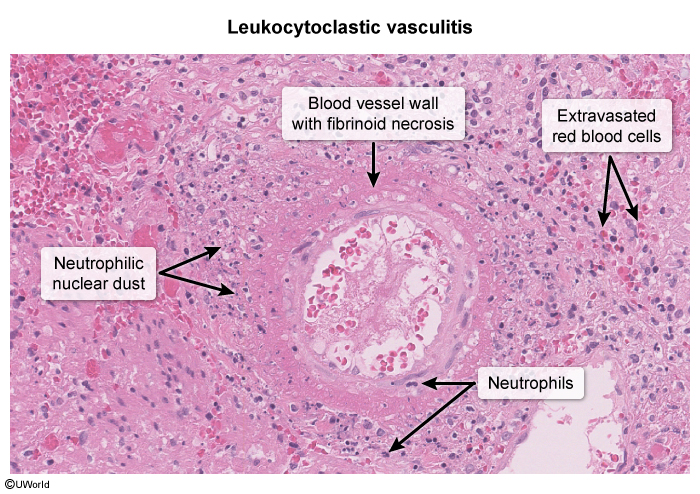 Leukocytoclastic vasculitis
Blood vessel wall
with fibrinoid necrosis
Extravasated
red blood cells
Neutrophilic
nuclear dust
Neutrophils
©UWorld